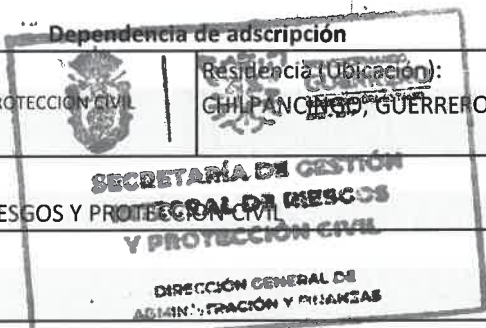 Dependencia de adscripción
Residencia (Ubicación):
ROTECCIÓN CIVIL
CHILPANCINGO, GUERRERO
SECRETARÍA DE GESTIÓN
INTEGRAL DE RIESGOS
ESGOS Y PROTECCIÓN CIVIL
Y PROTECCIÓN CIVIL
DIRECCIÓN GENERAL DE
ADMINISTRACIÓN Y FINANZAS